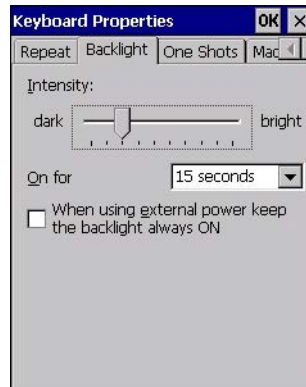 Keyboard Properties OK ×
Repeat Backlight One Shots Mac
Intensity:
dark bright
On for 15 seconds
When using external power keep
the backlight always ON